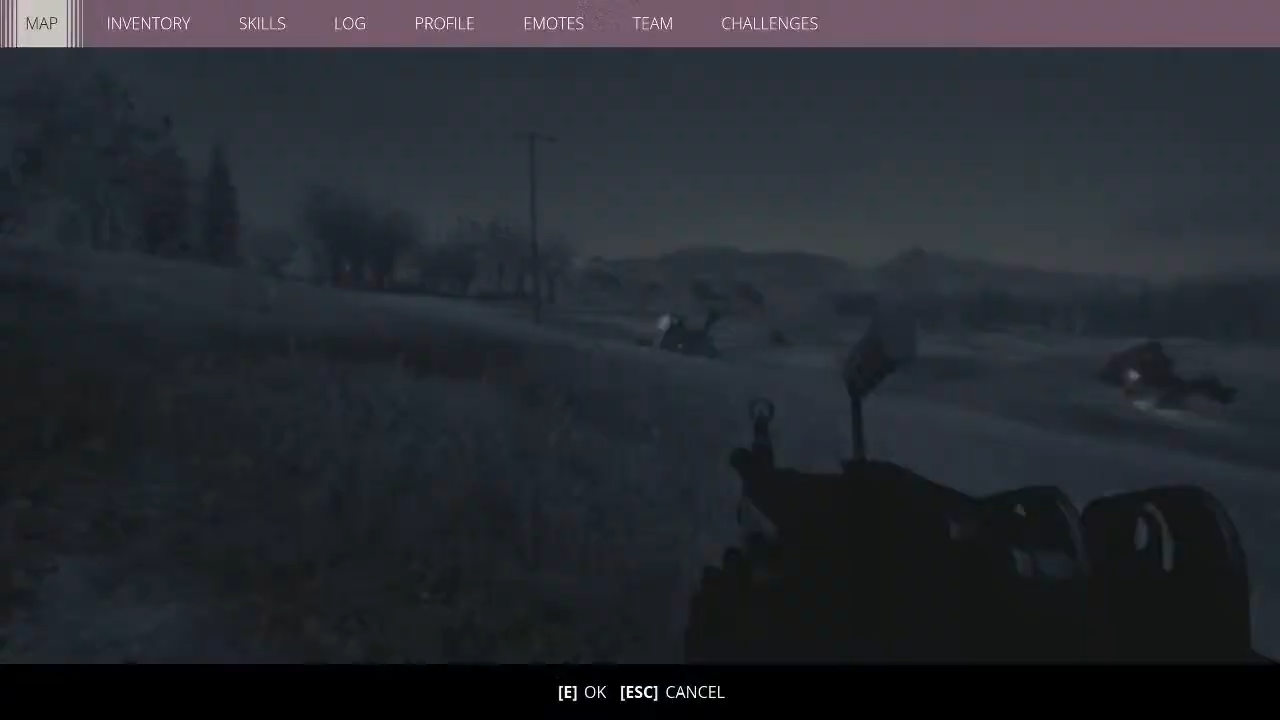 MAP INVENTORY SKILLS LOG PROFILE EMOTES TEAM CHALLENGES
[E] OK [ESC] CANCEL